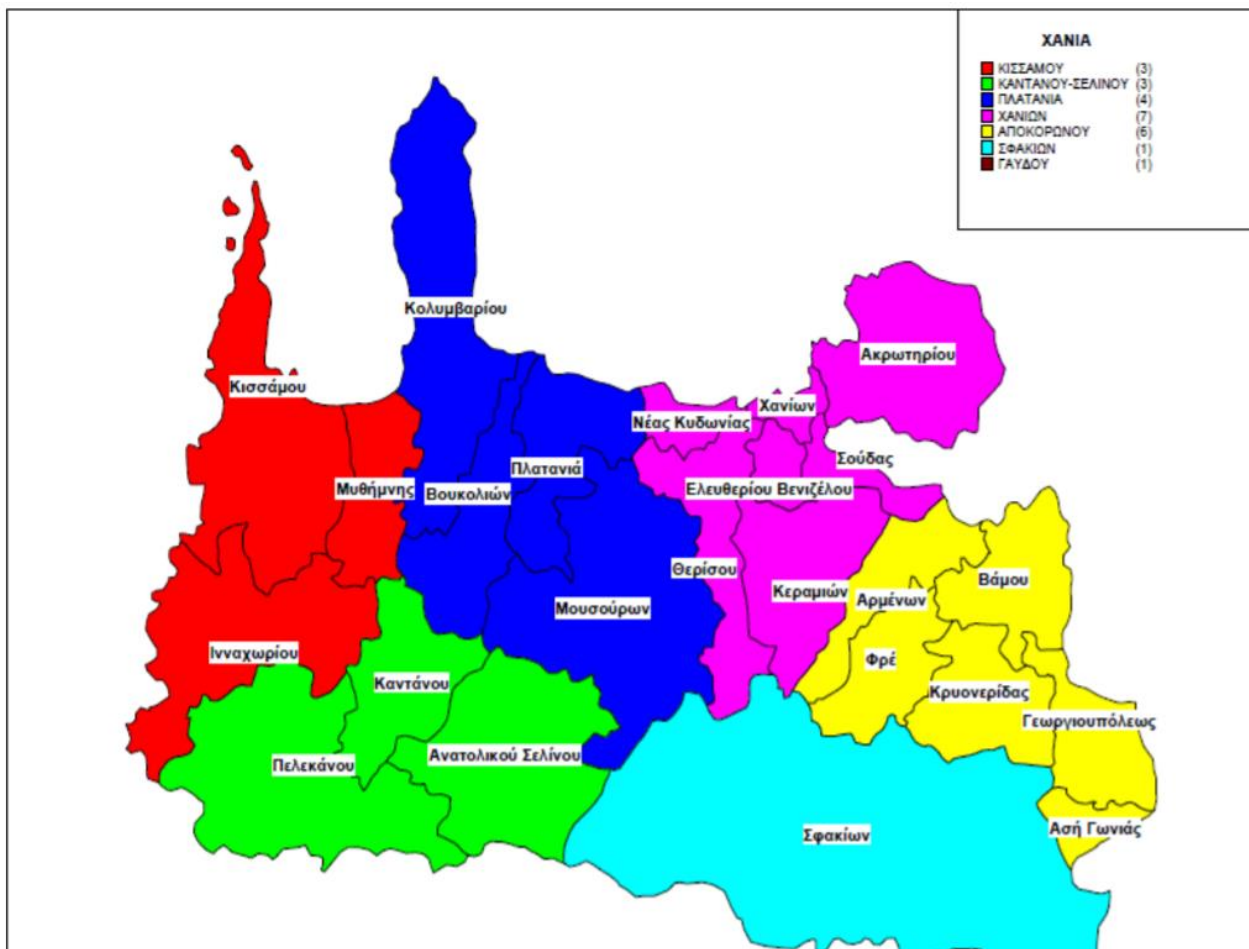 ΧΑΝΙΑ
ΚΙΣΣΑΜΟΥ (3)
ΚΑΝΤΑΝΟΥ-ΣΕΛΙΝΟΥ (3)
ΠΛΑΤΑΝΙΑ (4)
ΧΑΝΙΩΝ (7)
ΑΠΟΚΟΡΩΝΟΥ (6)
ΣΦΑΚΙΩΝ (1)
ΓΑΥΔΟΥ (1)
Κολυμβαρίου
Ακρωτηρίου
Κισσάμου
Χανίων
Νέας Κυδωνίας
Σούδας
Πλατανιά
Μυθήμνης
Βουκολιών
Ελευθερίου Βενιζέλου
Θερίσου
Βάμου
Κεραμιών
Αρμένων
Μουσούρων
Ινναχωρίου
Φρέ
Καντάνου
Κρυονερίδας
Γεωργιουπόλεως
Ανατολικού Σελίνου
Πελεκάνου
Ασή Γωνιάς
Σφακίων